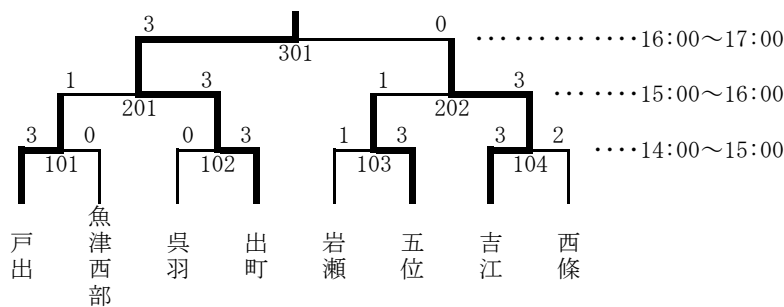 3 0
301
………………16:00～17:00
1 3 1 3
201 202
…………15:00～16:00
3 0 0 3 1 3 3 2
101 102 103 104
‥‥14:00～15:00
戸出
魚津西部
呉羽
出町
岩瀬
五位
吉江
西條